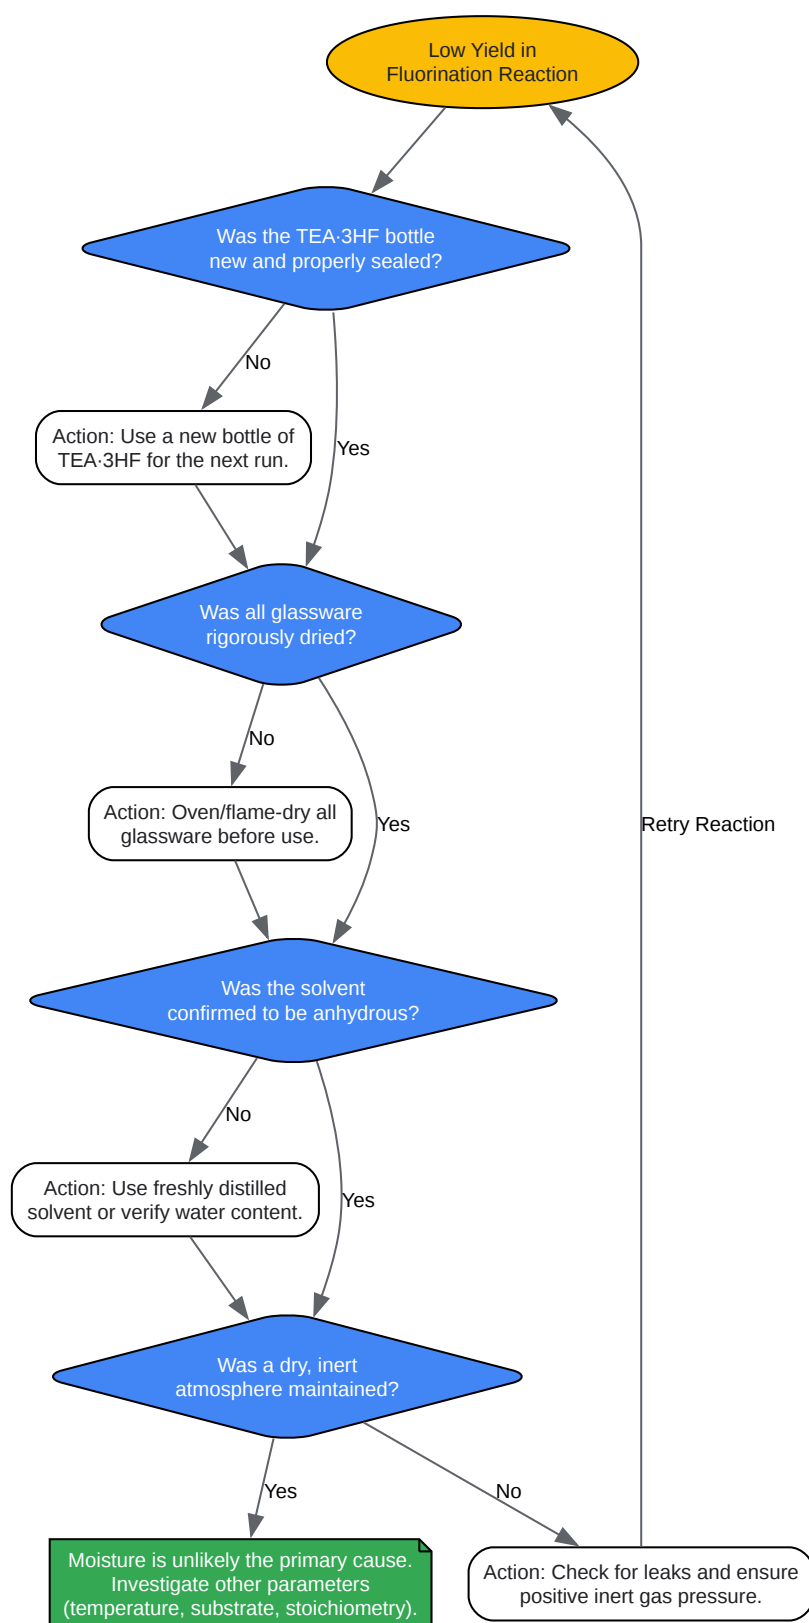 Low Yield in
Fluorination Reaction
Was the TEA·3HF bottle
new and properly sealed?
No
Yes
Action: Use a new bottle of
TEA·3HF for the next run.
Was all glassware
rigorously dried?
No
Yes
Action: Oven/flame-dry all
glassware before use.
Retry Reaction
Was the solvent
confirmed to be anhydrous?
No
Yes
Action: Use freshly distilled
solvent or verify water content.
Was a dry, inert
atmosphere maintained?
Yes
No
Moisture is unlikely the primary cause.
Investigate other parameters
(temperature, substrate, stoichiometry).
Action: Check for leaks and ensure
positive inert gas pressure.